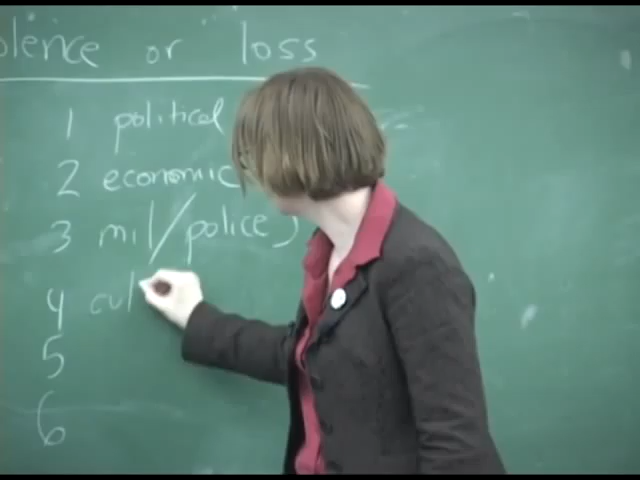 olence or loss
1 political
2 economic
3 mil/police)
4 cul
5
6